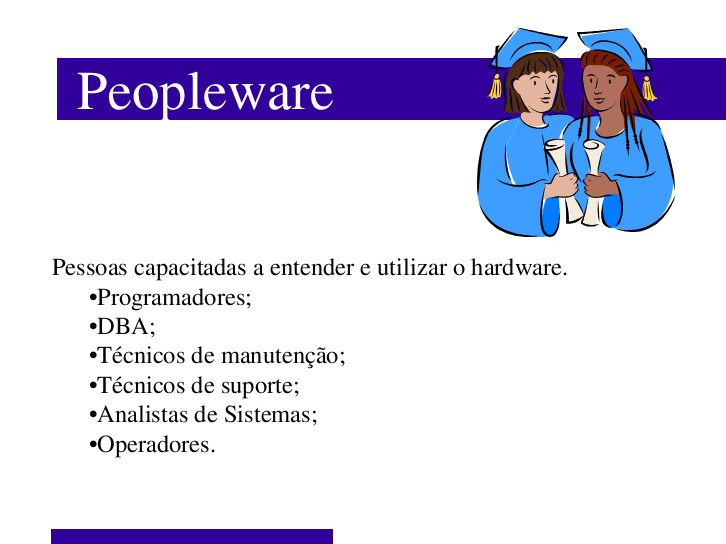 Peopleware
Pessoas capacitadas a entender e utilizar o hardware.
•Programadores;
•DBA;
•Técnicos de manutenção;
•Técnicos de suporte;
•Analistas de Sistemas;
•Operadores.